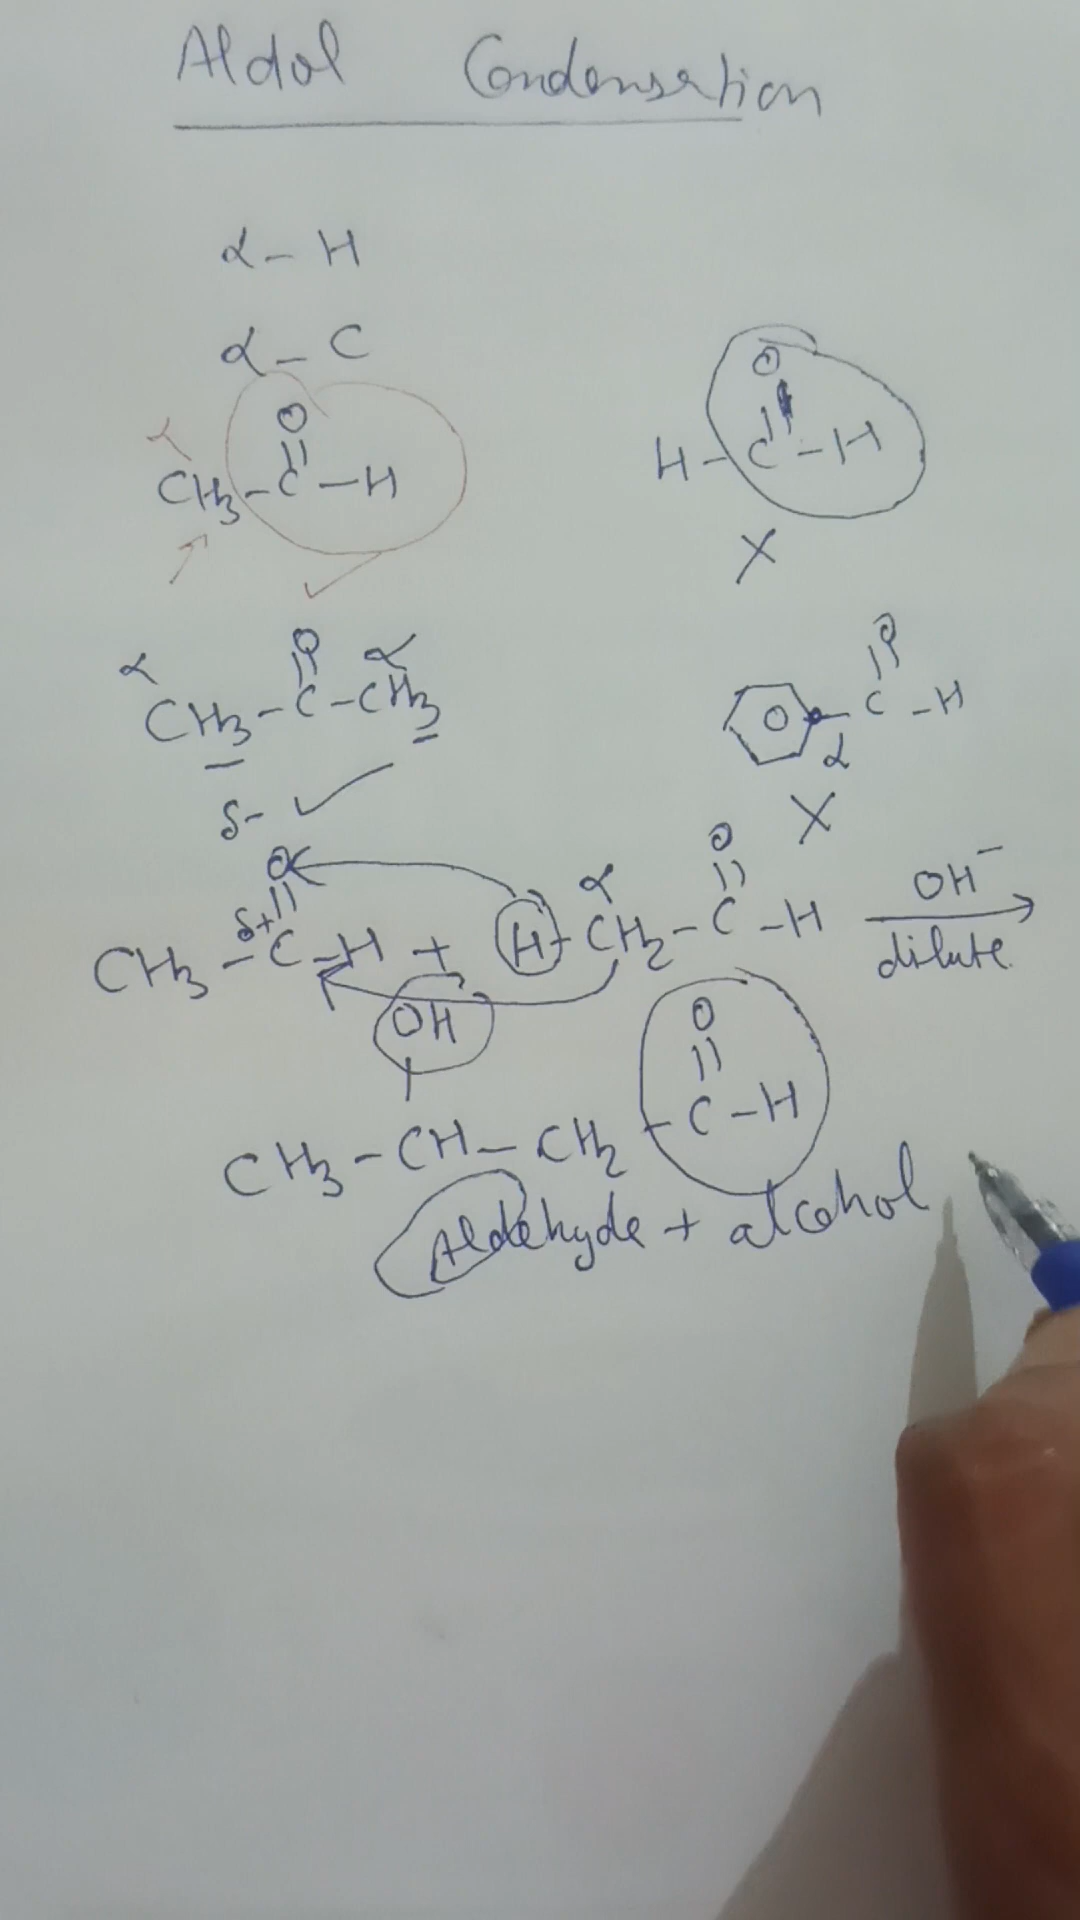 Aldol Condensation
α - H
α - C
α
O
||
CH₃ - C - H
O
||
H - C - H
X
α O α
||
CH₃ - C - CH₃
O
||
C - H
α
X
δ-
O α O
|| || OH⁻
CH₃ - C - H + H - CH₂ - C - H
δ+ dilute
OH O
| ||
CH₃ - CH - CH₂ - C - H
Aldehyde + alcohol